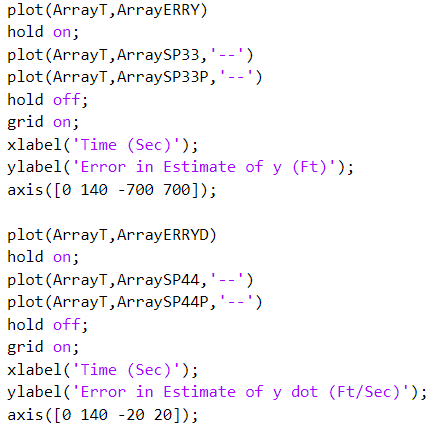 plot(ArrayT,ArrayERRY)
hold on;
plot(ArrayT,ArraySP33,'--')
plot(ArrayT,ArraySP33P,'--')
hold off;
grid on;
xlabel('Time (Sec)');
ylabel('Error in Estimate of y (Ft)');
axis([0 140 -700 700]);

plot(ArrayT,ArrayERRYD)
hold on;
plot(ArrayT,ArraySP44,'--')
plot(ArrayT,ArraySP44P,'--')
hold off;
grid on;
xlabel('Time (Sec)');
ylabel('Error in Estimate of y dot (Ft/Sec)');
axis([0 140 -20 20]);